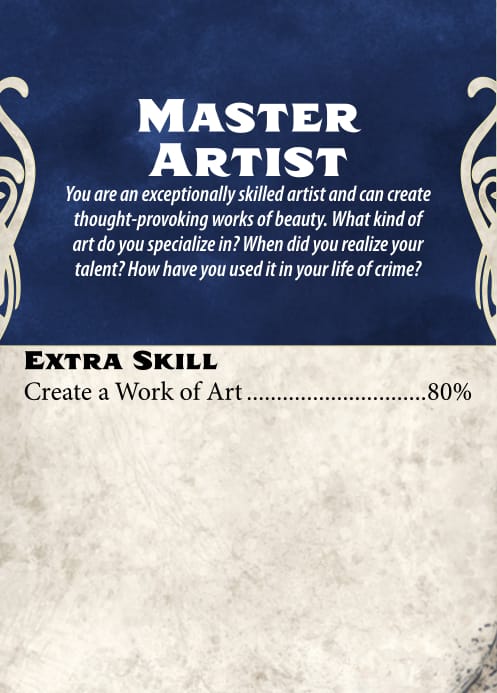 Master
Artist
You are an exceptionally skilled artist and can create
thought-provoking works of beauty. What kind of
art do you specialize in? When did you realize your
talent? How have you used it in your life of crime?
Extra Skill
Create a Work of Art ..............................80%